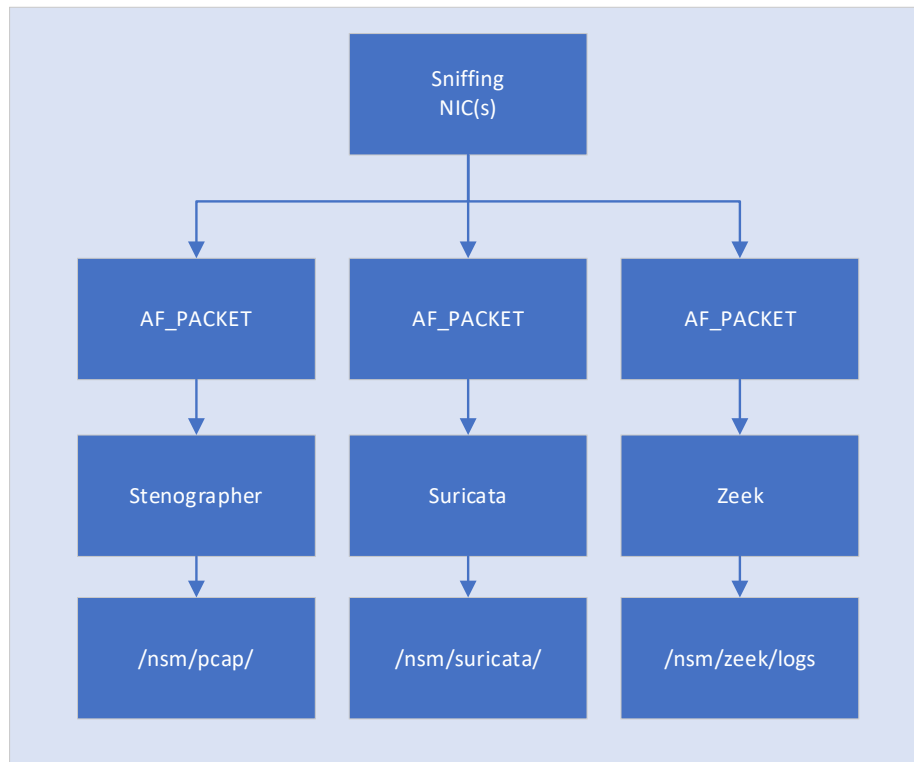 Sniffing
NIC(s)
AF_PACKET
AF_PACKET
AF_PACKET
Stenographer
Suricata
Zeek
/nsm/pcap/
/nsm/suricata/
/nsm/zeek/logs